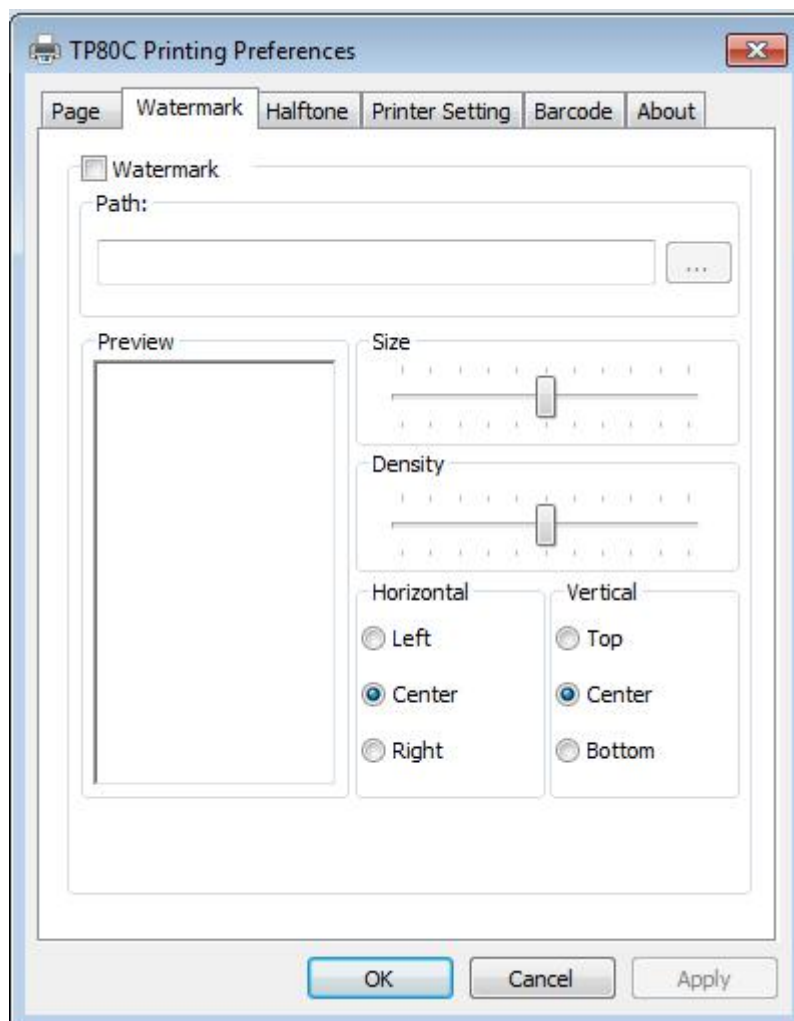 TP80C Printing Preferences
Page Watermark Halftone Printer Setting Barcode About
Watermark
Path:
...
Preview
Size
Density
Horizontal Vertical
Left Top
Center Center
Right Bottom
OK Cancel Apply